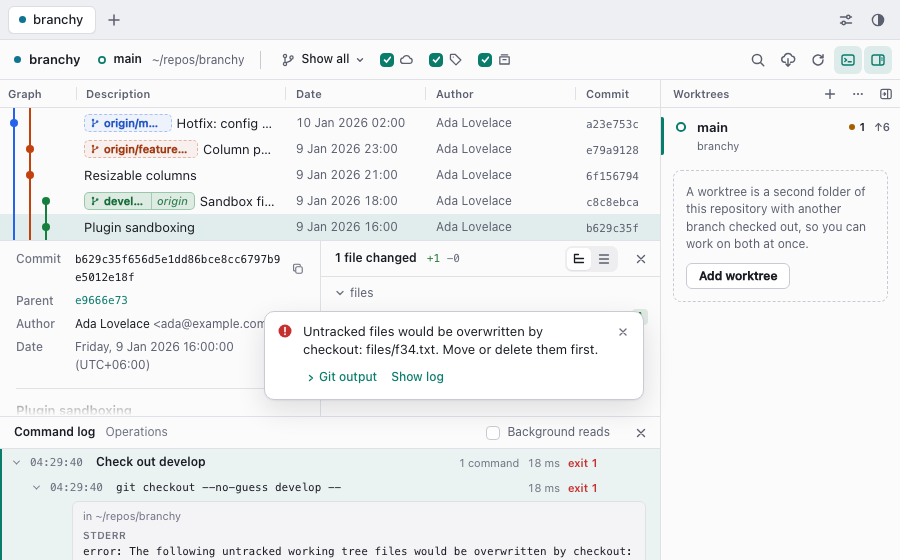 branchy
branchy main ~/repos/branchy Show all
Graph Description Date Author Commit
origin/m... Hotfix: config ... 10 Jan 2026 02:00 Ada Lovelace a23e753c
origin/feature... Column p... 9 Jan 2026 23:00 Ada Lovelace e79a9128
Resizable columns 9 Jan 2026 21:00 Ada Lovelace 6f156794
devel... origin Sandbox fi... 9 Jan 2026 18:00 Ada Lovelace c8c8ebca
Plugin sandboxing 9 Jan 2026 16:00 Ada Lovelace b629c35f
Worktrees
main 1 ↑6
branchy
A worktree is a second folder of
this repository with another
branch checked out, so you can
work on both at once.
Add worktree
Commit b629c35f656d5e1dd86bce8cc6797b9
e5012e18f
Parent e9666e73
Author Ada Lovelace <ada@example.com
Date Friday, 9 Jan 2026 16:00:00
(UTC+06:00)
Plugin sandboxing
1 file changed +1 −0
files
Untracked files would be overwritten by
checkout: files/f34.txt. Move or delete them first.
Git output Show log
Command log Operations Background reads
04:29:40 Check out develop 1 command 18 ms exit 1
04:29:40 git checkout --no-guess develop -- 18 ms exit 1
in ~/repos/branchy
STDERR
error: The following untracked working tree files would be overwritten by checkout: